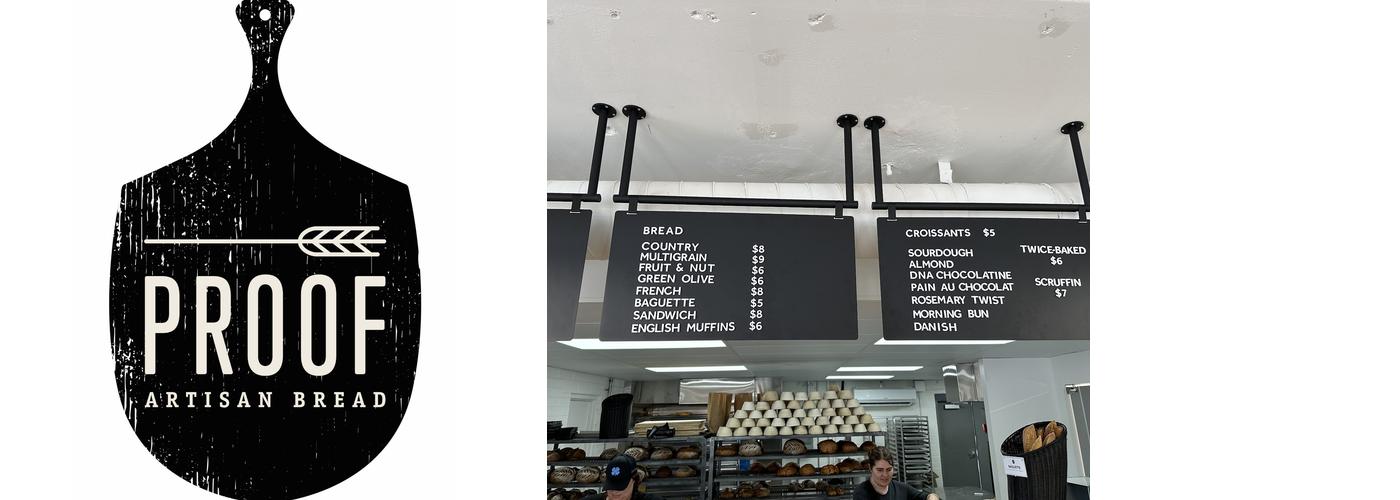 PROOF
ARTISAN BREAD
BREAD
COUNTRY $8
MULTIGRAIN $9
FRUIT & NUT $6
GREEN OLIVE $6
FRENCH $8
BAGUETTE $5
SANDWICH $8
ENGLISH MUFFINS $6
CROISSANTS $5
SOURDOUGH
ALMOND
DNA CHOCOLATINE
PAIN AU CHOCOLAT
ROSEMARY TWIST
MORNING BUN
DANISH
TWICE-BAKED
$6
SCRUFFIN
$7